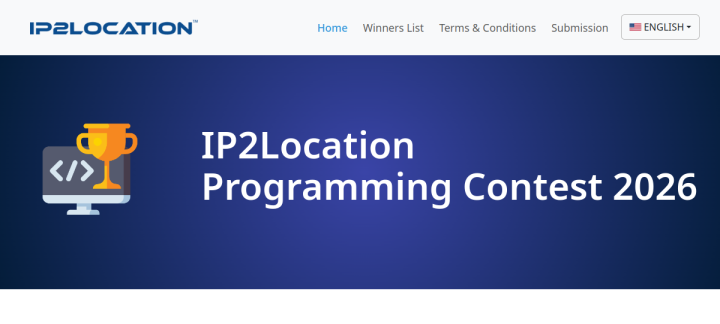 IP2LOCATION™
Home Winners List Terms & Conditions Submission ENGLISH
</>
IP2Location
Programming Contest 2026